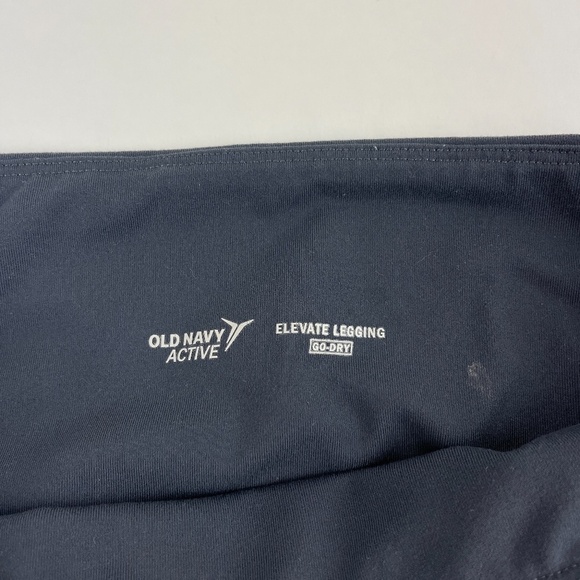 OLD NAVY
ACTIVE
ELEVATE LEGGING
GO-DRY